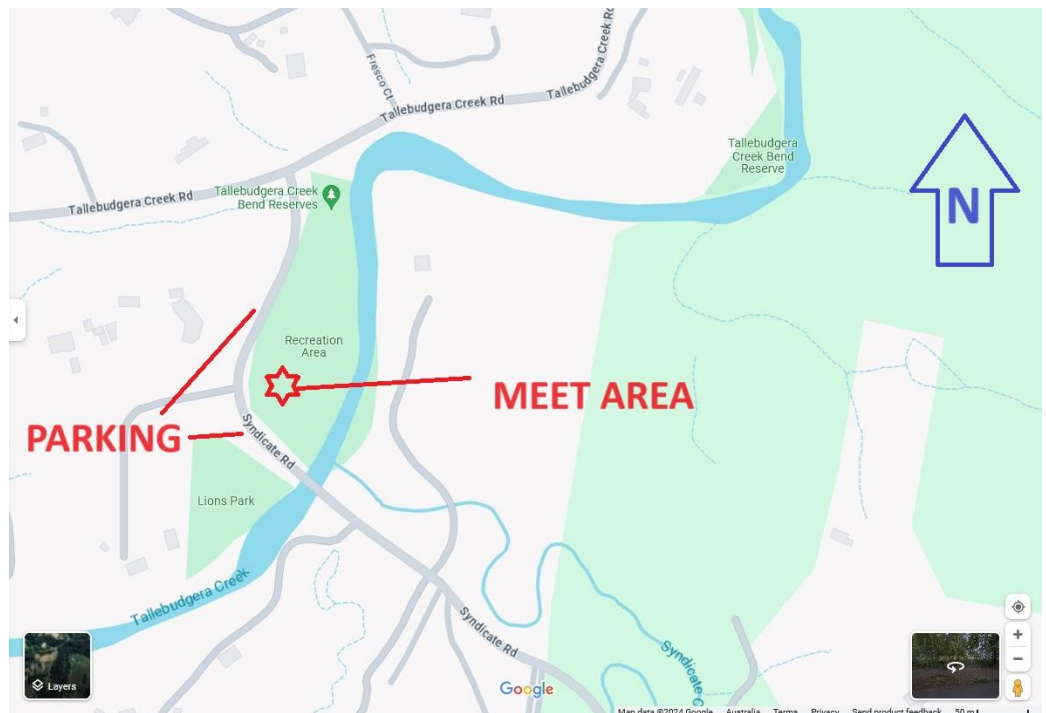 Fresco Ct
Tallebudgera Creek Rd
Tallebudgera Creek Rd
Tallebudgera
Creek Bend
Reserve
Tallebudgera Creek
Bend Reserves
Tallebudgera Creek Rd
N
Recreation
Area
MEET AREA
PARKING
Syndicate Rd
Lions Park
Tallebudgera Creek
Syndicate Rd
Syndicate C
Layers
Google
Map data ©2024 Google Australia Terms Privacy Send product feedback 50 m